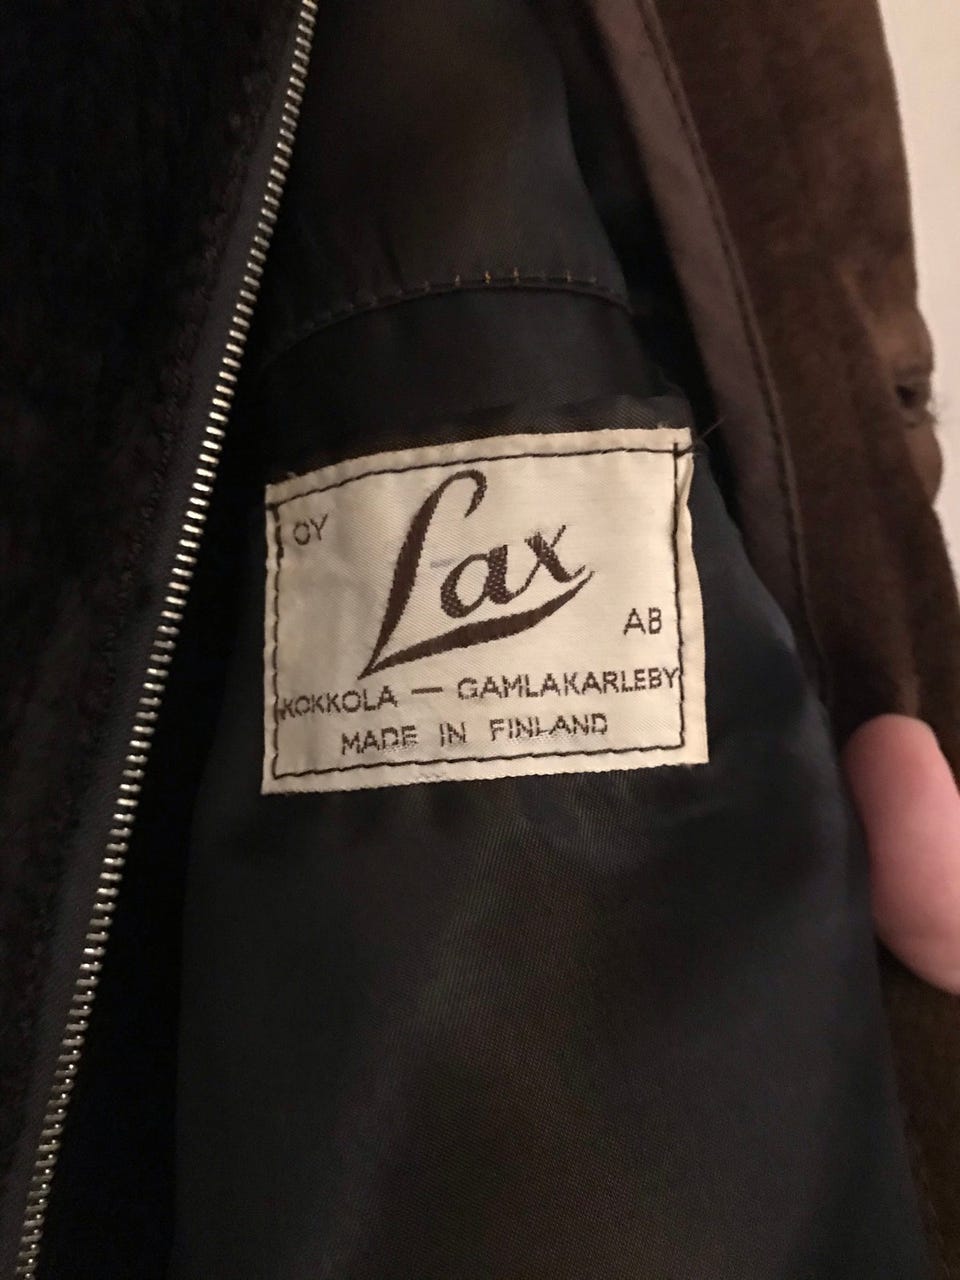 OY Lax AB
KOKKOLA — GAMLAKARLEBY
MADE IN FINLAND